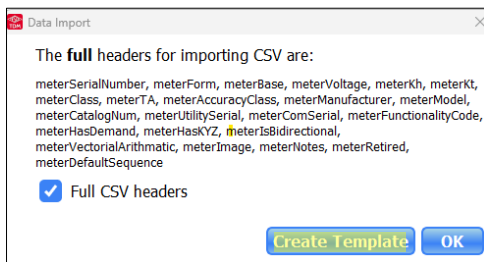 Data Import
The full headers for importing CSV are:
meterSerialNumber, meterForm, meterBase, meterVoltage, meterKh, meterKt,
meterClass, meterTA, meterAccuracyClass, meterManufacturer, meterModel,
meterCatalogNum, meterUtilitySerial, meterComSerial, meterFunctionalityCode,
meterHasDemand, meterHasKYZ, meterIsBidirectional,
meterVectorialArithmatic, meterImage, meterNotes, meterRetired,
meterDefaultSequence
Full CSV headers
Create Template OK